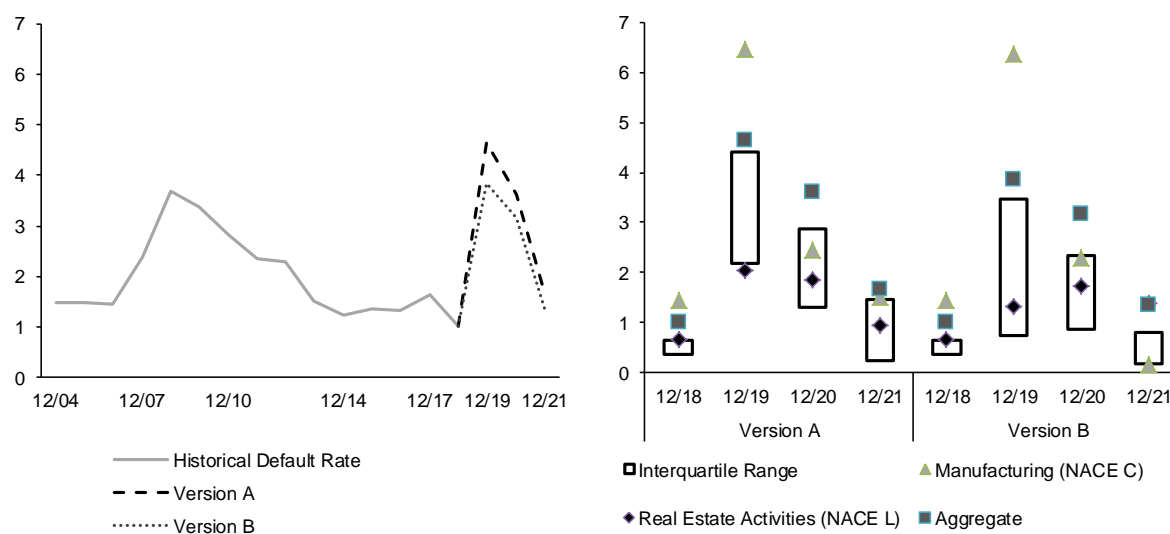 7
6
5
4
3
2
1
0
12/04 12/07 12/10 12/14 12/17 12/19 12/21
Historical Default Rate
Version A
Version B
7
6
5
4
3
2
1
0
12/18 12/19 12/20 12/21 12/18 12/19 12/20 12/21
Version A Version B
Interquartile Range Manufacturing (NACE C)
Real Estate Activities (NACE L) Aggregate